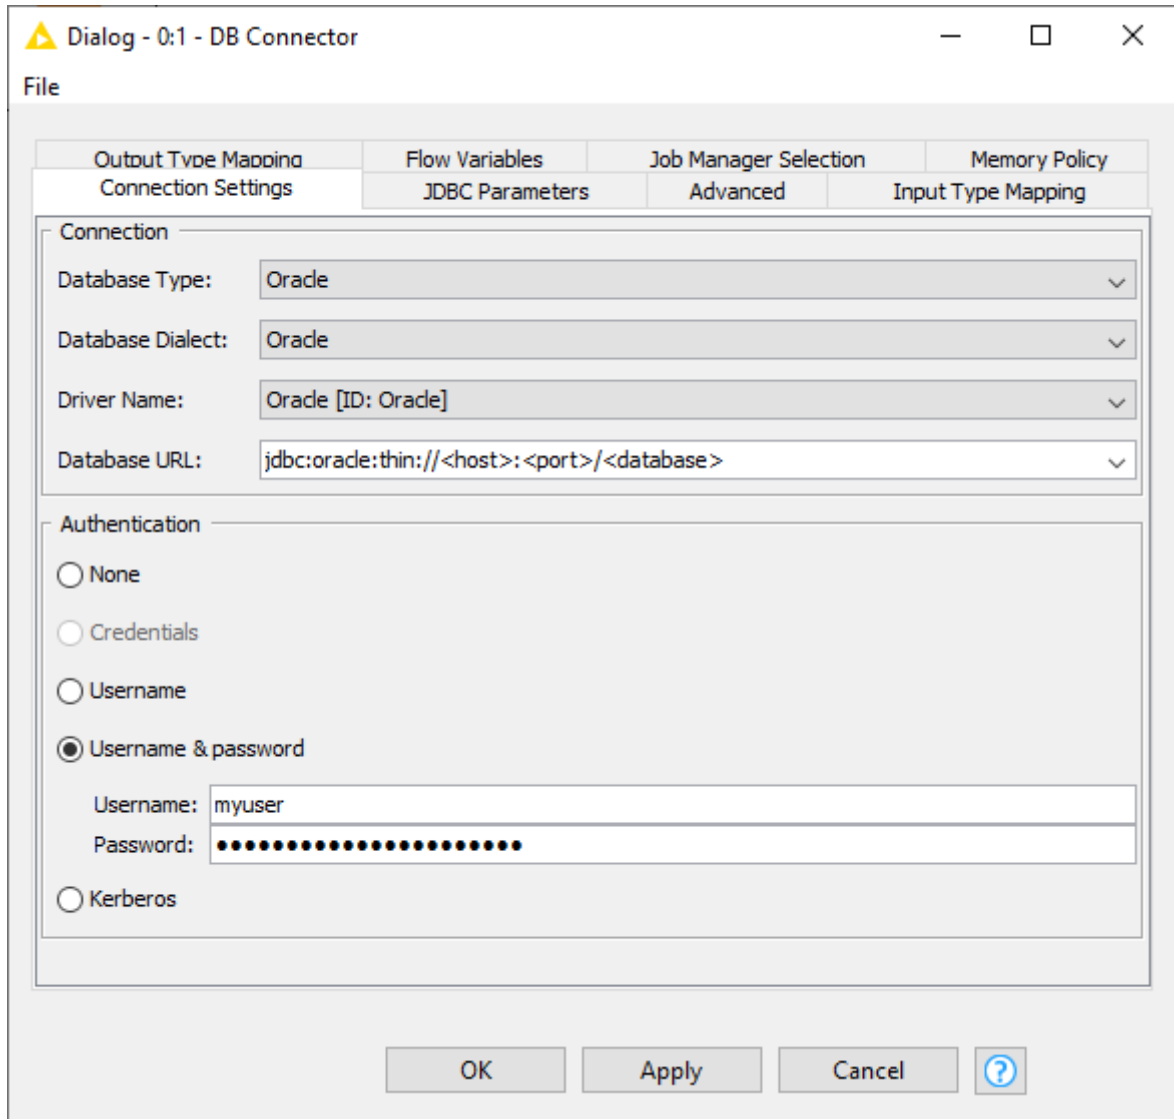 Dialog - 0:1 - DB Connector
File
Output Type Mapping Flow Variables Job Manager Selection Memory Policy
Connection Settings JDBC Parameters Advanced Input Type Mapping
Connection
Database Type: Oracle
Database Dialect: Oracle
Driver Name: Oracle [ID: Oracle]
Database URL: jdbc:oracle:thin://<host>:<port>/<database>
Authentication
None
Credentials
Username
Username & password
Username: myuser
Password: ●●●●●●●●●●●●●●●●●●●●●●
Kerberos
OK Apply Cancel ?